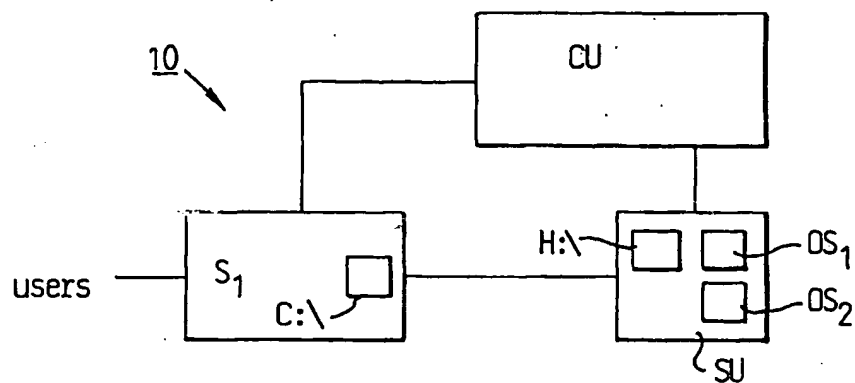 10
CU
H:\
OS₁
users
S₁
C:\
OS₂
SU